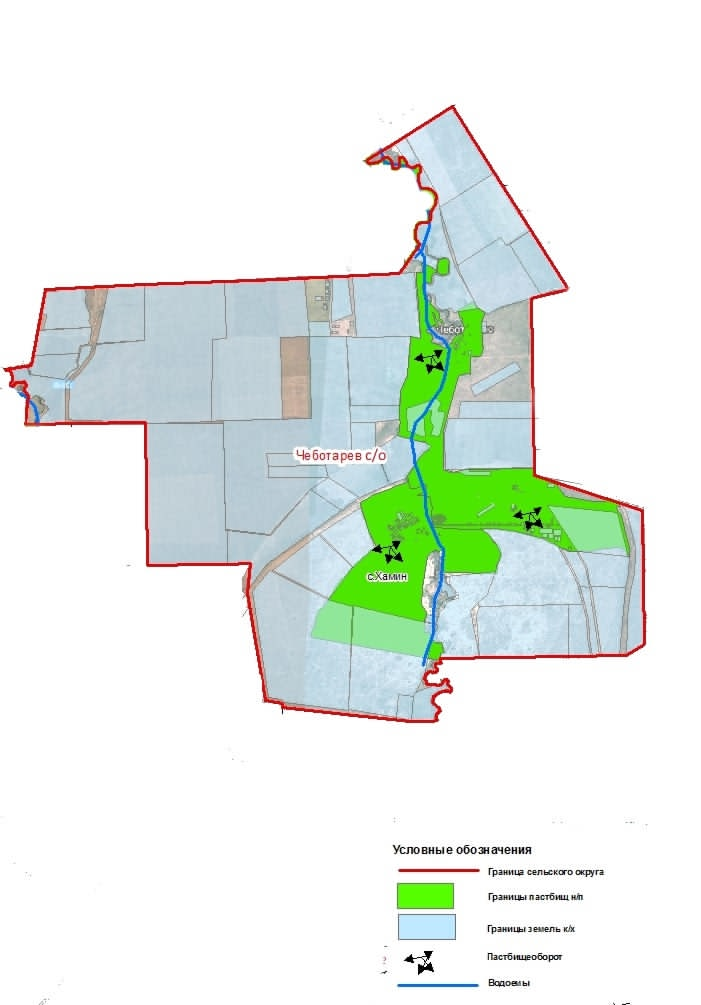 Чеботарев с/о
с.Хамин
Условные обозначения
Граница сельского округа
Границы пастбищ н/п
Границы земель к/х
Пастбищеоборот
Водоемы